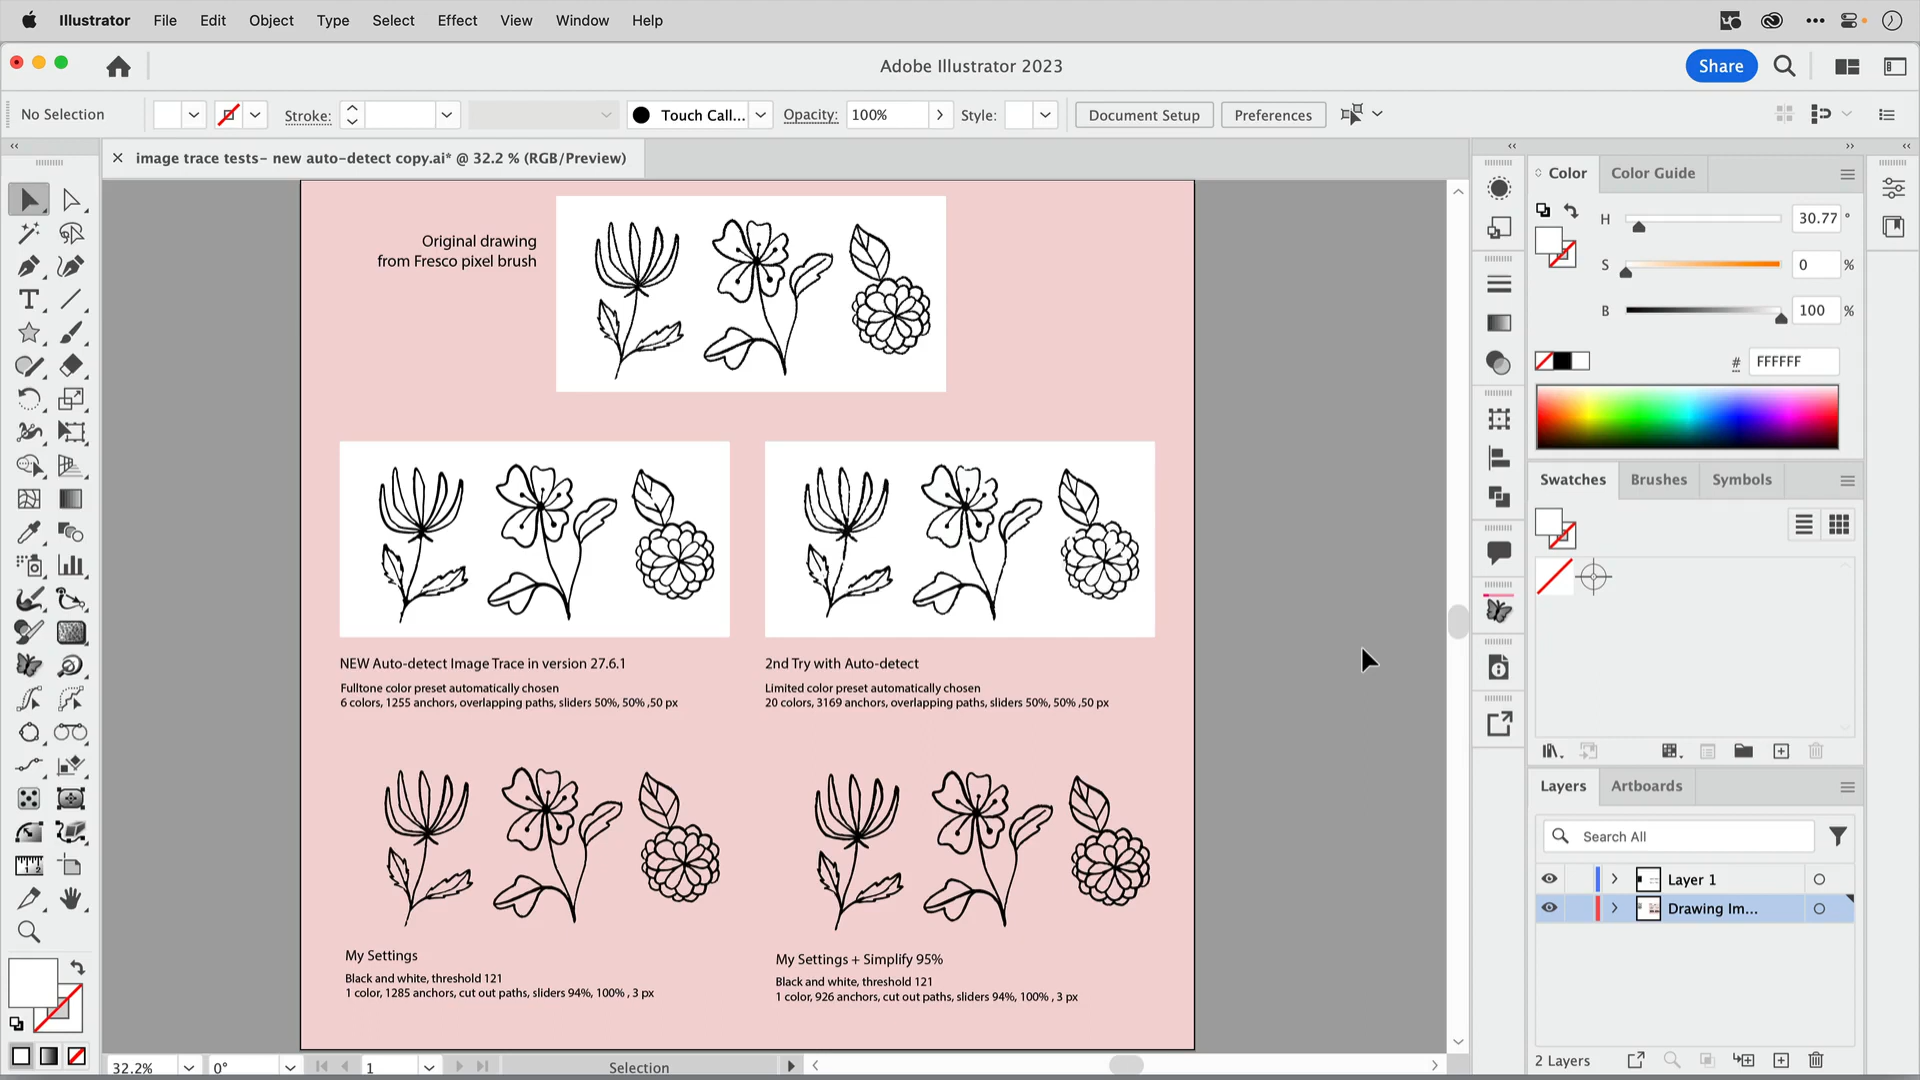 Illustrator File Edit Object Type Select Effect View Window Help
Adobe Illustrator 2023
Share
No Selection
Stroke:
Touch Call...
Opacity: 100%
Style:
Document Setup
Preferences
image trace tests- new auto-detect copy.ai* @ 32.2 % (RGB/Preview)
Original drawing
from Fresco pixel brush
NEW Auto-detect Image Trace in version 27.6.1
Fulltone color preset automatically chosen
6 colors, 1255 anchors, overlapping paths, sliders 50%, 50% ,50 px
2nd Try with Auto-detect
Limited color preset automatically chosen
20 colors, 3169 anchors, overlapping paths, sliders 50%, 50% ,50 px
My Settings
Black and white, threshold 121
1 color, 1285 anchors, cut out paths, sliders 94%, 100% , 3 px
My Settings + Simplify 95%
Black and white, threshold 121
1 color, 926 anchors, cut out paths, sliders 94%, 100% , 3 px
Color
Color Guide
H 30.77 °
S 0 %
B 100 %
# FFFFFF
Swatches
Brushes
Symbols
Layers
Artboards
Search All
Layer 1
Drawing Im...
2 Layers
32.2%
0°
1
Selection